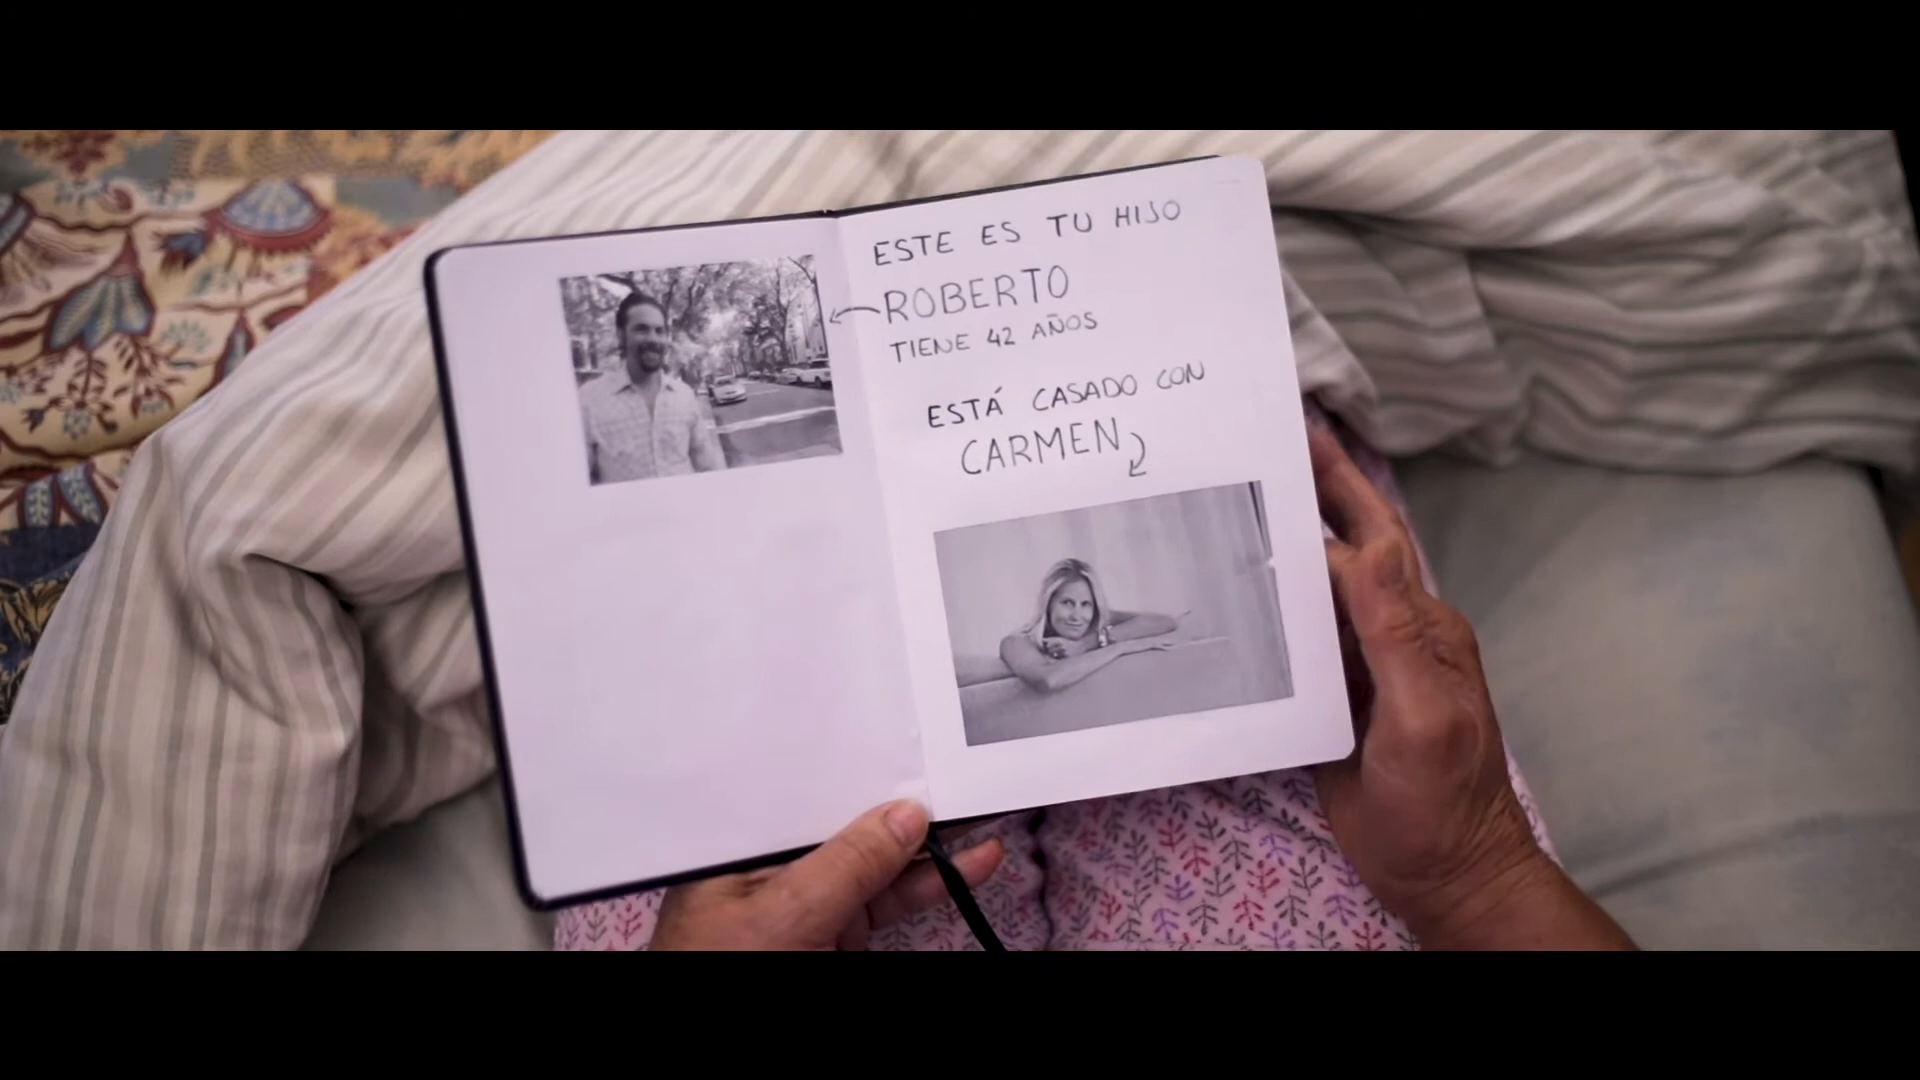 ESTE ES TU HIJO
ROBERTO
TIENE 42 AÑOS
ESTÁ CASADO CON
CARMEN